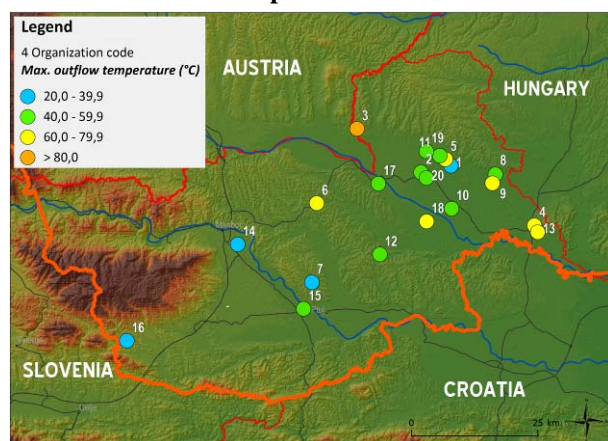 Legend
4 Organization code
Max. outflow temperature (°C)
20,0 - 39,9
40,0 - 59,9
60,0 - 79,9
> 80,0
AUSTRIA
HUNGARY
3
11
19
5
2
1
8
17
20
9
6
10
18
4
13
14
12
7
15
16
SLOVENIA
CROATIA
0
25 km